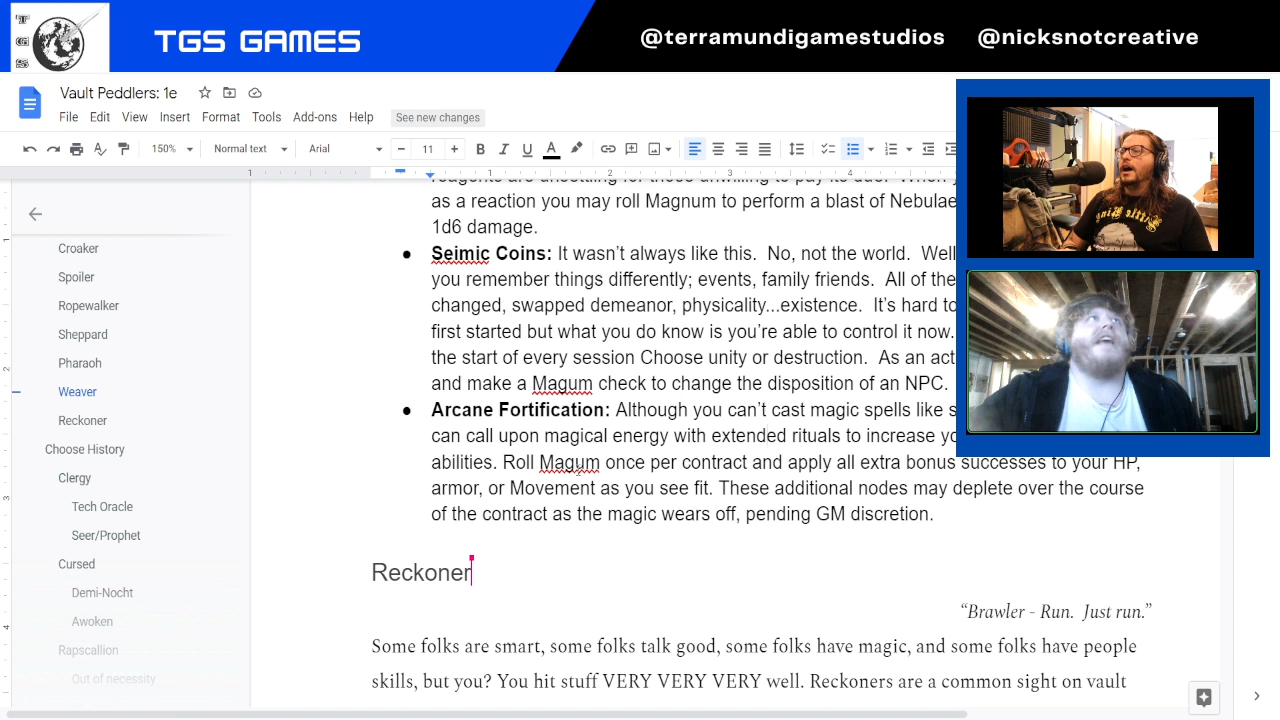 T
G
S
TGS GAMES
@terramundigamestudios @nicksnotcreative
Vault Peddlers: 1e
File Edit View Insert Format Tools Add-ons Help See new changes
150% Normal text Arial 11 B I U A
1 1 2 3 4
Croaker
Spoiler
Ropewalker
Sheppard
Pharaoh
Weaver
Reckoner
Choose History
Clergy
Tech Oracle
Seer/Prophet
Cursed
Demi-Nocht
Awoken
Rapscallion
Out of necessity
as a reaction you may roll Magnum to perform a blast of Nebulae
1d6 damage.
● Seimic Coins: It wasn't always like this. No, not the world. Well
you remember things differently; events, family friends. All of the
changed, swapped demeanor, physicality...existence. It's hard to
first started but what you do know is you're able to control it now.
the start of every session Choose unity or destruction. As an act
and make a Magum check to change the disposition of an NPC.
● Arcane Fortification: Although you can't cast magic spells like s
can call upon magical energy with extended rituals to increase yo
abilities. Roll Magum once per contract and apply all extra bonus successes to your HP,
armor, or Movement as you see fit. These additional nodes may deplete over the course
of the contract as the magic wears off, pending GM discretion.
Reckoner
“Brawler - Run. Just run.”
Some folks are smart, some folks talk good, some folks have magic, and some folks have people
skills, but you? You hit stuff VERY VERY VERY well. Reckoners are a common sight on vault